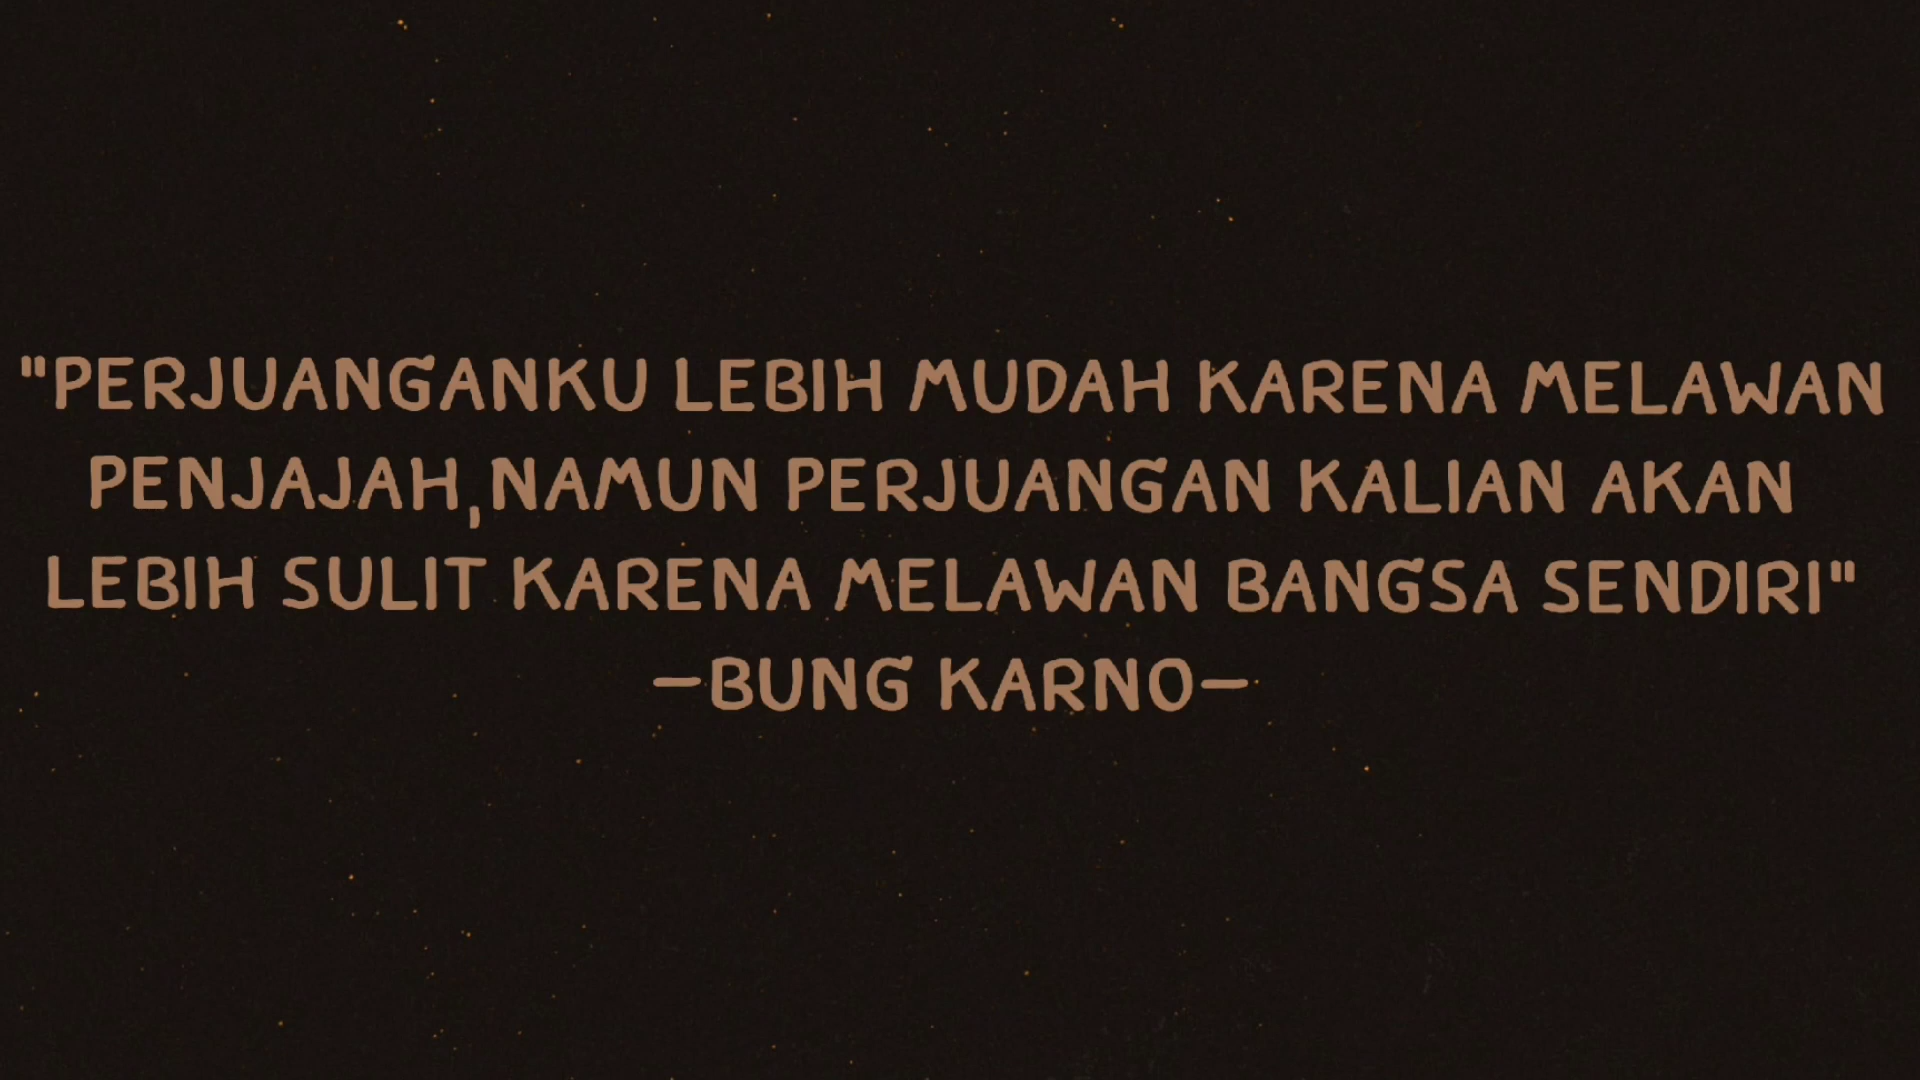 "PERJUANGANKU LEBIH MUDAH KARENA MELAWAN
PENJAJAH,NAMUN PERJUANGAN KALIAN AKAN
LEBIH SULIT KARENA MELAWAN BANGSA SENDIRI"
—BUNG KARNO—